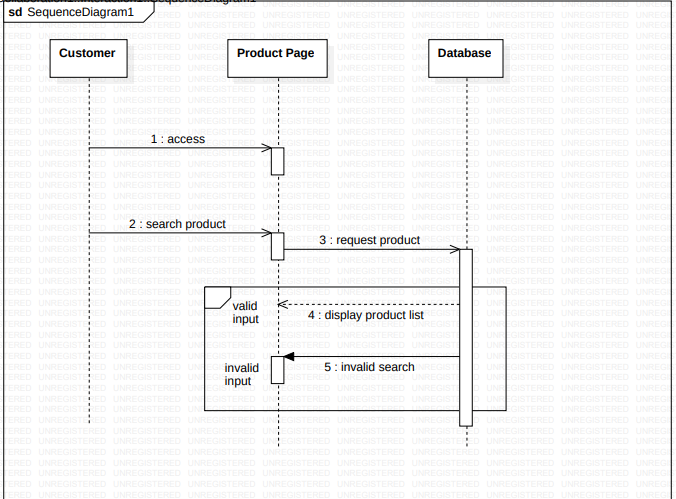 sd SequenceDiagram1
Customer
Product Page
Database
1 : access
2 : search product
3 : request product
valid
input
4 : display product list
invalid
input
5 : invalid search
UNREGISTERED